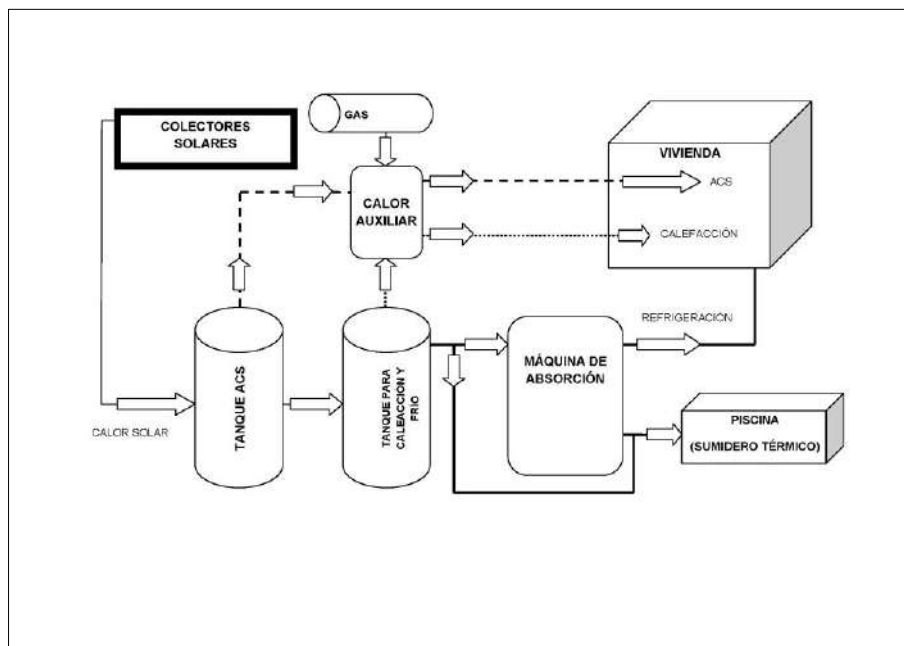 COLECTORES
SOLARES
GAS
CALOR
AUXILIAR
VIVIENDA
ACS
CALEFACCIÓN
REFRIGERACIÓN
CALOR SOLAR
TANQUE ACS
TANQUE PARA
CALEACCIÓN Y
FRÍO
MÁQUINA DE
ABSORCIÓN
PISCINA
(SUMIDERO TÉRMICO)